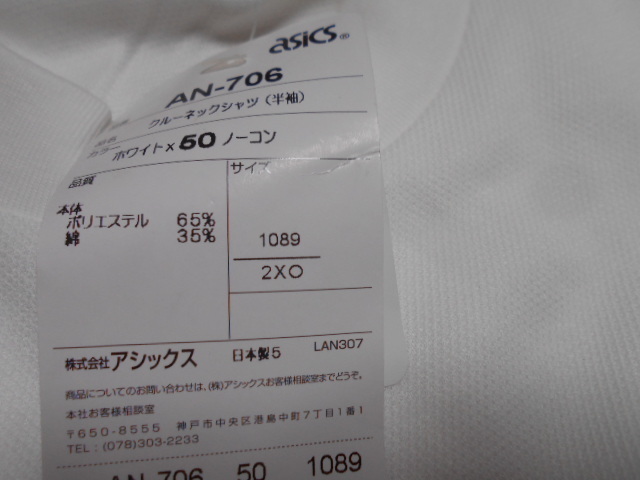 asics®
AN-706
クルーネックシャツ（半袖）
カラー ホワイト x 50 ノーコン
品質 サイズ
本体
ポリエステル 65%
綿 35%
1089
2XO
株式会社アシックス 日本製5 LAN307
商品についてのお問い合わせは、(株)アシックスお客様相談室までどうぞ。
本社お客様相談室
〒650-8555 神戸市中央区港島中町7丁目1番1
TEL：(078)303-2233
AN-706 50 1089